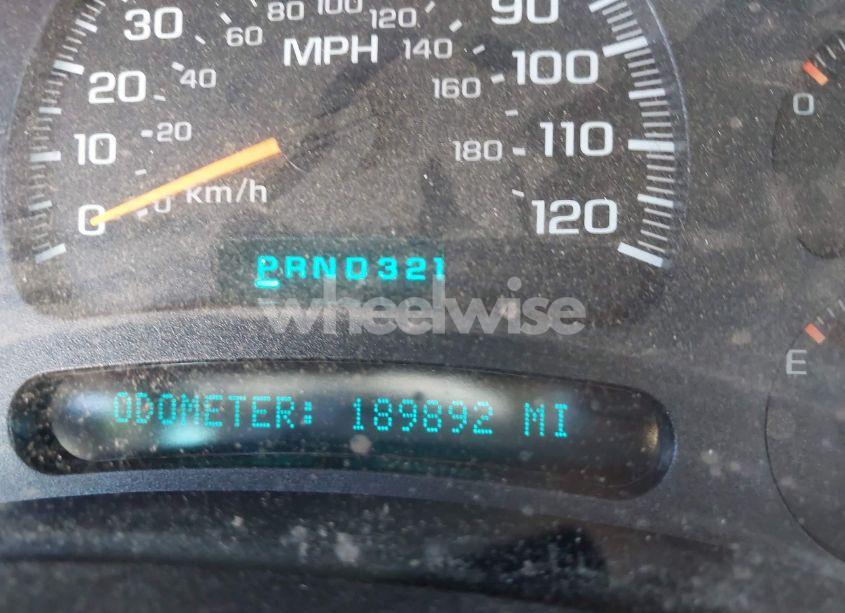 80 100 120
30 60 MPH 140 90
20 40 160 100
10 20 180 110
0 0 km/h 120
0
PRND321
wheelwise
E
ODOMETER: 189892 MI